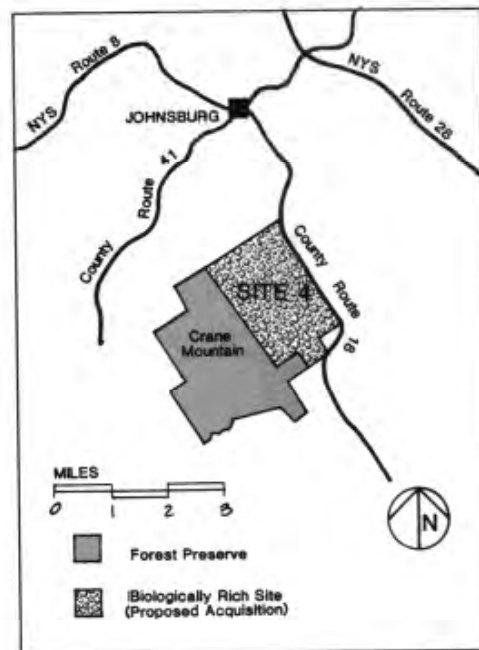 NYS Route 8
NYS Route 28
JOHNSBURG
County Route 41
County Route 18
SITE 4
Crane
Mountain
MILES
0 1 2 3
N
Forest Preserve
Biologically Rich Site
(Proposed Acquisition)